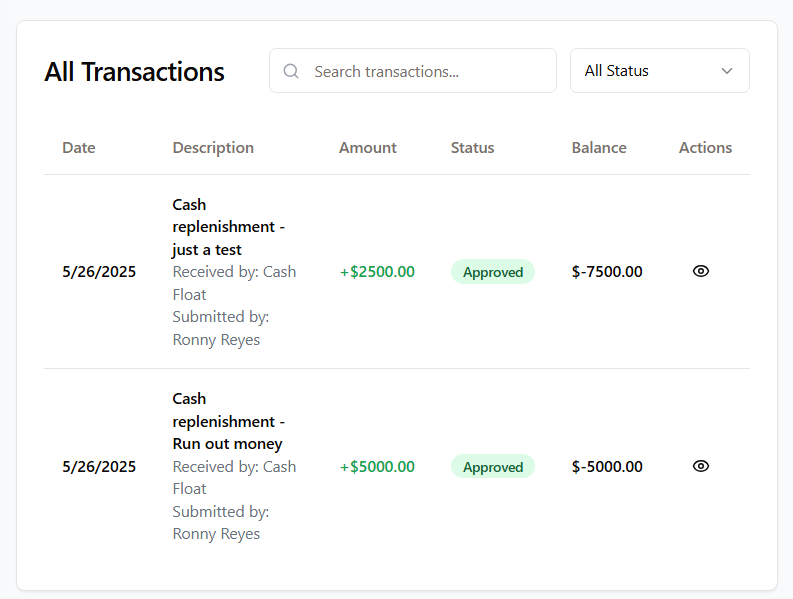 All Transactions
Search transactions...
All Status
Date Description Amount Status Balance Actions
Cash
replenishment -
just a test
5/26/2025 Received by: Cash +$2500.00 Approved $-7500.00
Float
Submitted by:
Ronny Reyes
Cash
replenishment -
Run out money
5/26/2025 Received by: Cash +$5000.00 Approved $-5000.00
Float
Submitted by:
Ronny Reyes